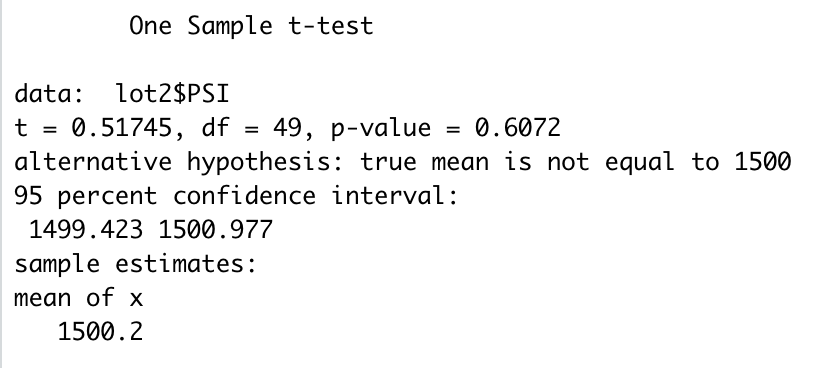 One Sample t-test
data:  lot2$PSI
t = 0.51745, df = 49, p-value = 0.6072
alternative hypothesis: true mean is not equal to 1500
95 percent confidence interval:
1499.423 1500.977
sample estimates:
mean of x
1500.2